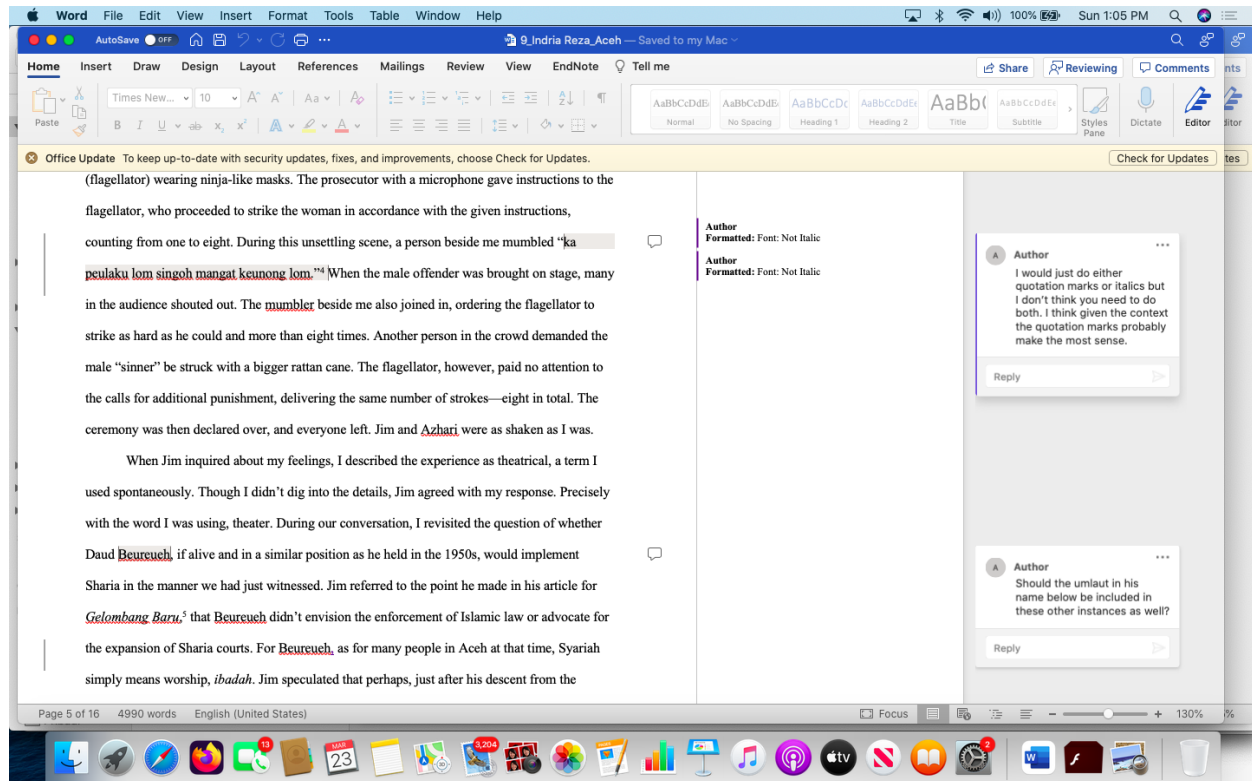 Word File Edit View Insert Format Tools Table Window Help 100% Sun 1:05 PM
AutoSave OFF 9_Indria Reza_Aceh — Saved to my Mac
Home Insert Draw Design Layout References Mailings Review View EndNote Tell me Share Reviewing Comments nts
Paste Times New... 10 A^ A˅ Aa A
B I U ab x, x² A A
AaBbCcDdE AaBbCcDdE AaBbCcDc AaBbCcDdEe AaBb( AaBbCcDdEe
Normal No Spacing Heading 1 Heading 2 Title Subtitle Styles Pane Dictate Editor ditor
Office Update To keep up-to-date with security updates, fixes, and improvements, choose Check for Updates. Check for Updates tes
(flagellator) wearing ninja-like masks. The prosecutor with a microphone gave instructions to the
flagellator, who proceeded to strike the woman in accordance with the given instructions,
counting from one to eight. During this unsettling scene, a person beside me mumbled “ka
peulaku lom singoh mangat keunong lom.”4 When the male offender was brought on stage, many
in the audience shouted out. The mumbler beside me also joined in, ordering the flagellator to
strike as hard as he could and more than eight times. Another person in the crowd demanded the
male “sinner” be struck with a bigger rattan cane. The flagellator, however, paid no attention to
the calls for additional punishment, delivering the same number of strokes—eight in total. The
ceremony was then declared over, and everyone left. Jim and Azhari were as shaken as I was.
When Jim inquired about my feelings, I described the experience as theatrical, a term I
used spontaneously. Though I didn’t dig into the details, Jim agreed with my response. Precisely
with the word I was using, theater. During our conversation, I revisited the question of whether
Daud Beureueh, if alive and in a similar position as he held in the 1950s, would implement
Sharia in the manner we had just witnessed. Jim referred to the point he made in his article for
Gelombang Baru,5 that Beureueh didn’t envision the enforcement of Islamic law or advocate for
the expansion of Sharia courts. For Beureueh, as for many people in Aceh at that time, Syariah
simply means worship, ibadah. Jim speculated that perhaps, just after his descent from the
Author
Formatted: Font: Not Italic
Author
Formatted: Font: Not Italic
A Author
I would just do either
quotation marks or italics but
I don’t think you need to do
both. I think given the context
the quotation marks probably
make the most sense.
Reply
A Author
Should the umlaut in his
name below be included in
these other instances as well?
Reply
Page 5 of 16 4990 words English (United States) Focus 130% %
13 MAR 23 3,204 tv 2 W